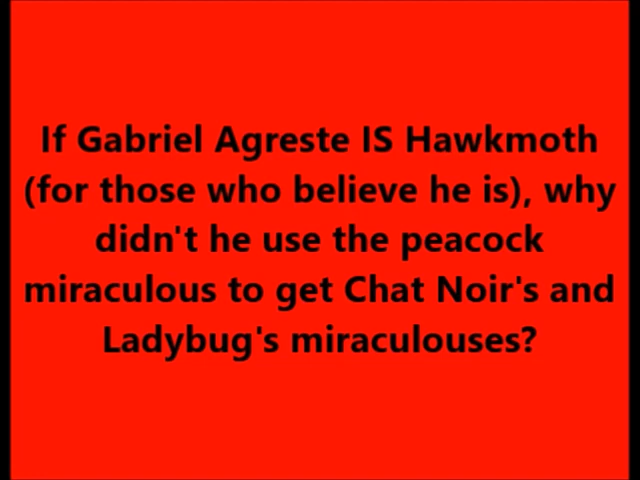 If Gabriel Agreste IS Hawkmoth
(for those who believe he is), why
didn't he use the peacock
miraculous to get Chat Noir's and
Ladybug's miraculouses?